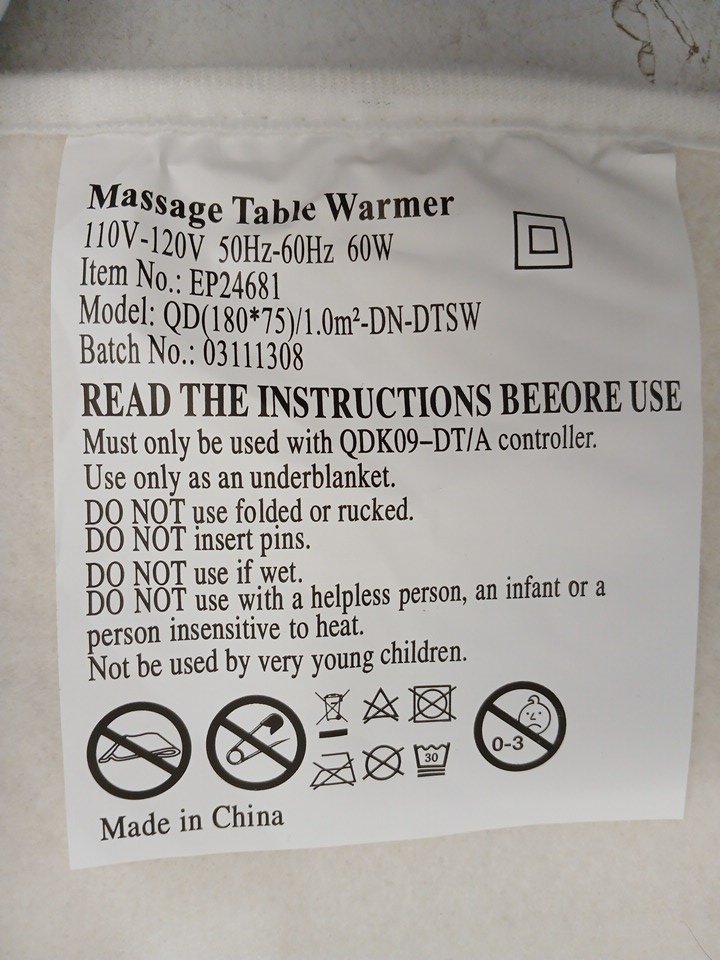 Massage Table Warmer
110V-120V 50Hz-60Hz 60W
Item No.: EP24681
Model: QD(180*75)/1.0m²-DN-DTSW
Batch No.: 03111308
READ THE INSTRUCTIONS BEEORE USE
Must only be used with QDK09–DT/A controller.
Use only as an underblanket.
DO NOT use folded or rucked.
DO NOT insert pins.
DO NOT use if wet.
DO NOT use with a helpless person, an infant or a
person insensitive to heat.
Not be used by very young children.
0-3
30
Made in China